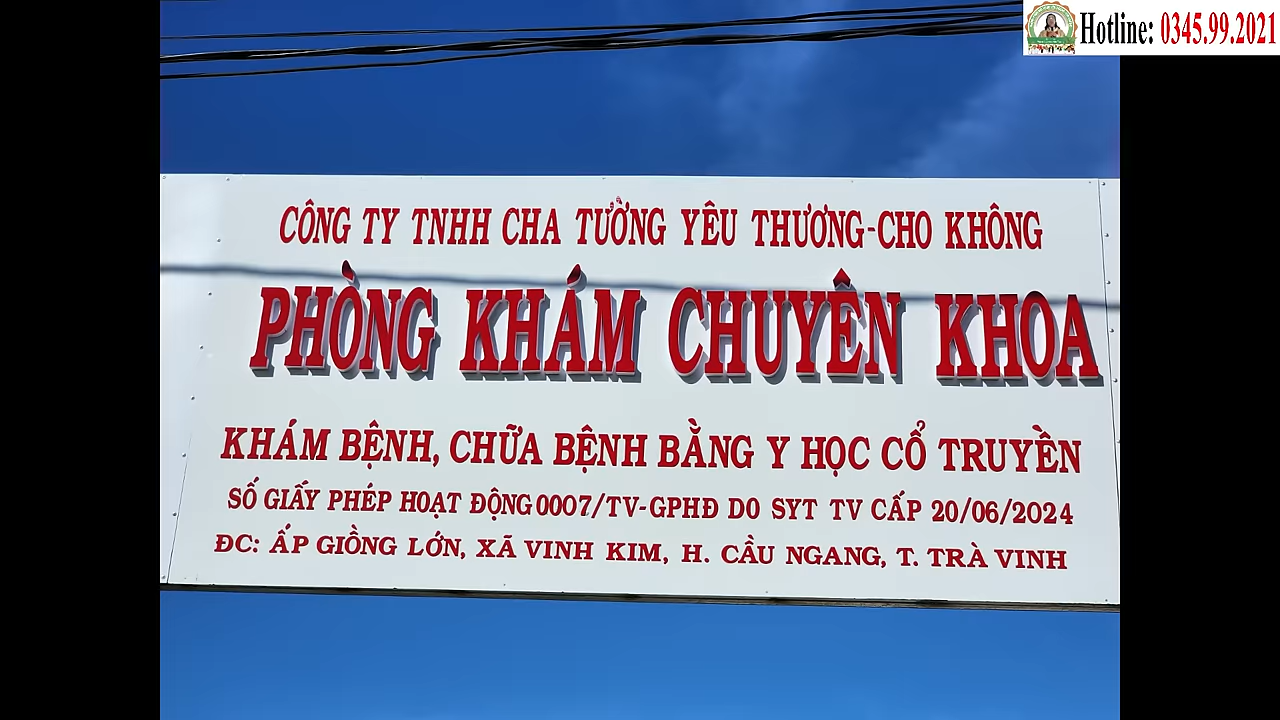 Hotline: 0345.99.2021
CÔNG TY TNHH CHA TƯỜNG YÊU THƯƠNG-CHO KHÔNG
PHÒNG KHÁM CHUYÊN KHOA
KHÁM BỆNH, CHỮA BỆNH BẰNG Y HỌC CỔ TRUYỀN
SỐ GIẤY PHÉP HOẠT ĐỘNG 0007/TV-GPHĐ DO SYT TV CẤP 20/06/2024
ĐC: ẤP GIỒNG LỚN, XÃ VINH KIM, H. CẦU NGANG, T. TRÀ VINH